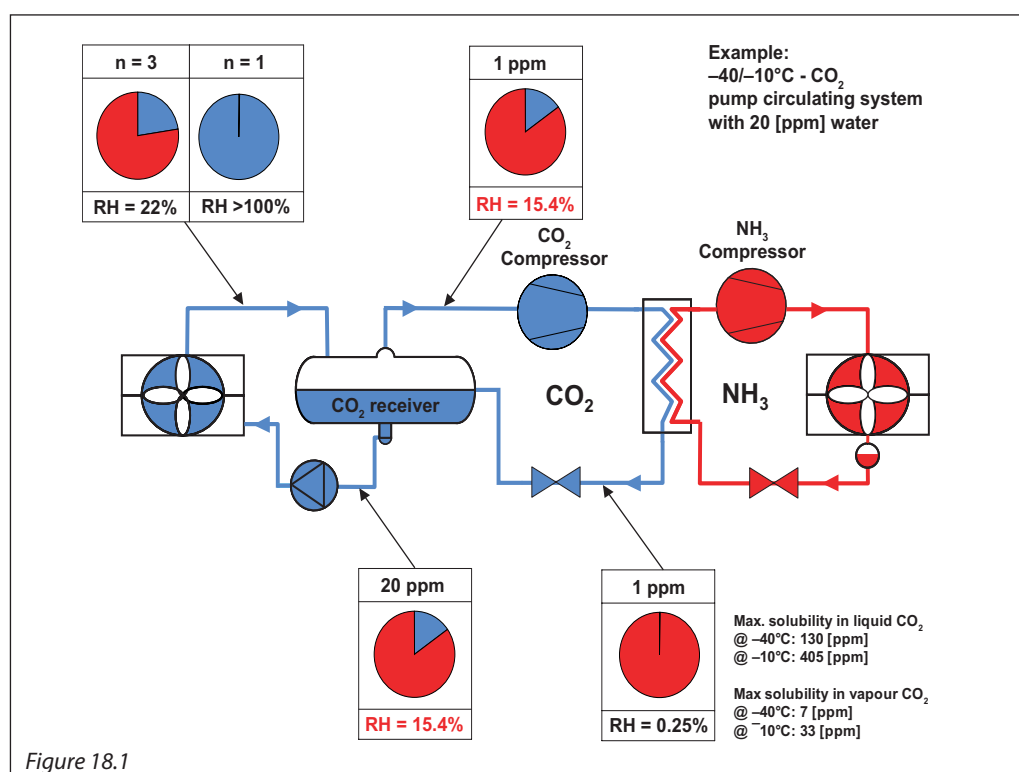 n = 3
n = 1
RH = 22%
RH >100%
1 ppm
RH = 15.4%
Example:
–40/–10°C - CO₂
pump circulating system
with 20 [ppm] water
CO₂
Compressor
NH₃
Compressor
CO₂ receiver
CO₂
NH₃
20 ppm
RH = 15.4%
1 ppm
RH = 0.25%
Max. solubility in liquid CO₂
@ –40°C: 130 [ppm]
@ –10°C: 405 [ppm]
Max solubility in vapour CO₂
@ –40°C: 7 [ppm]
@ ‾10°C: 33 [ppm]
Figure 18.1